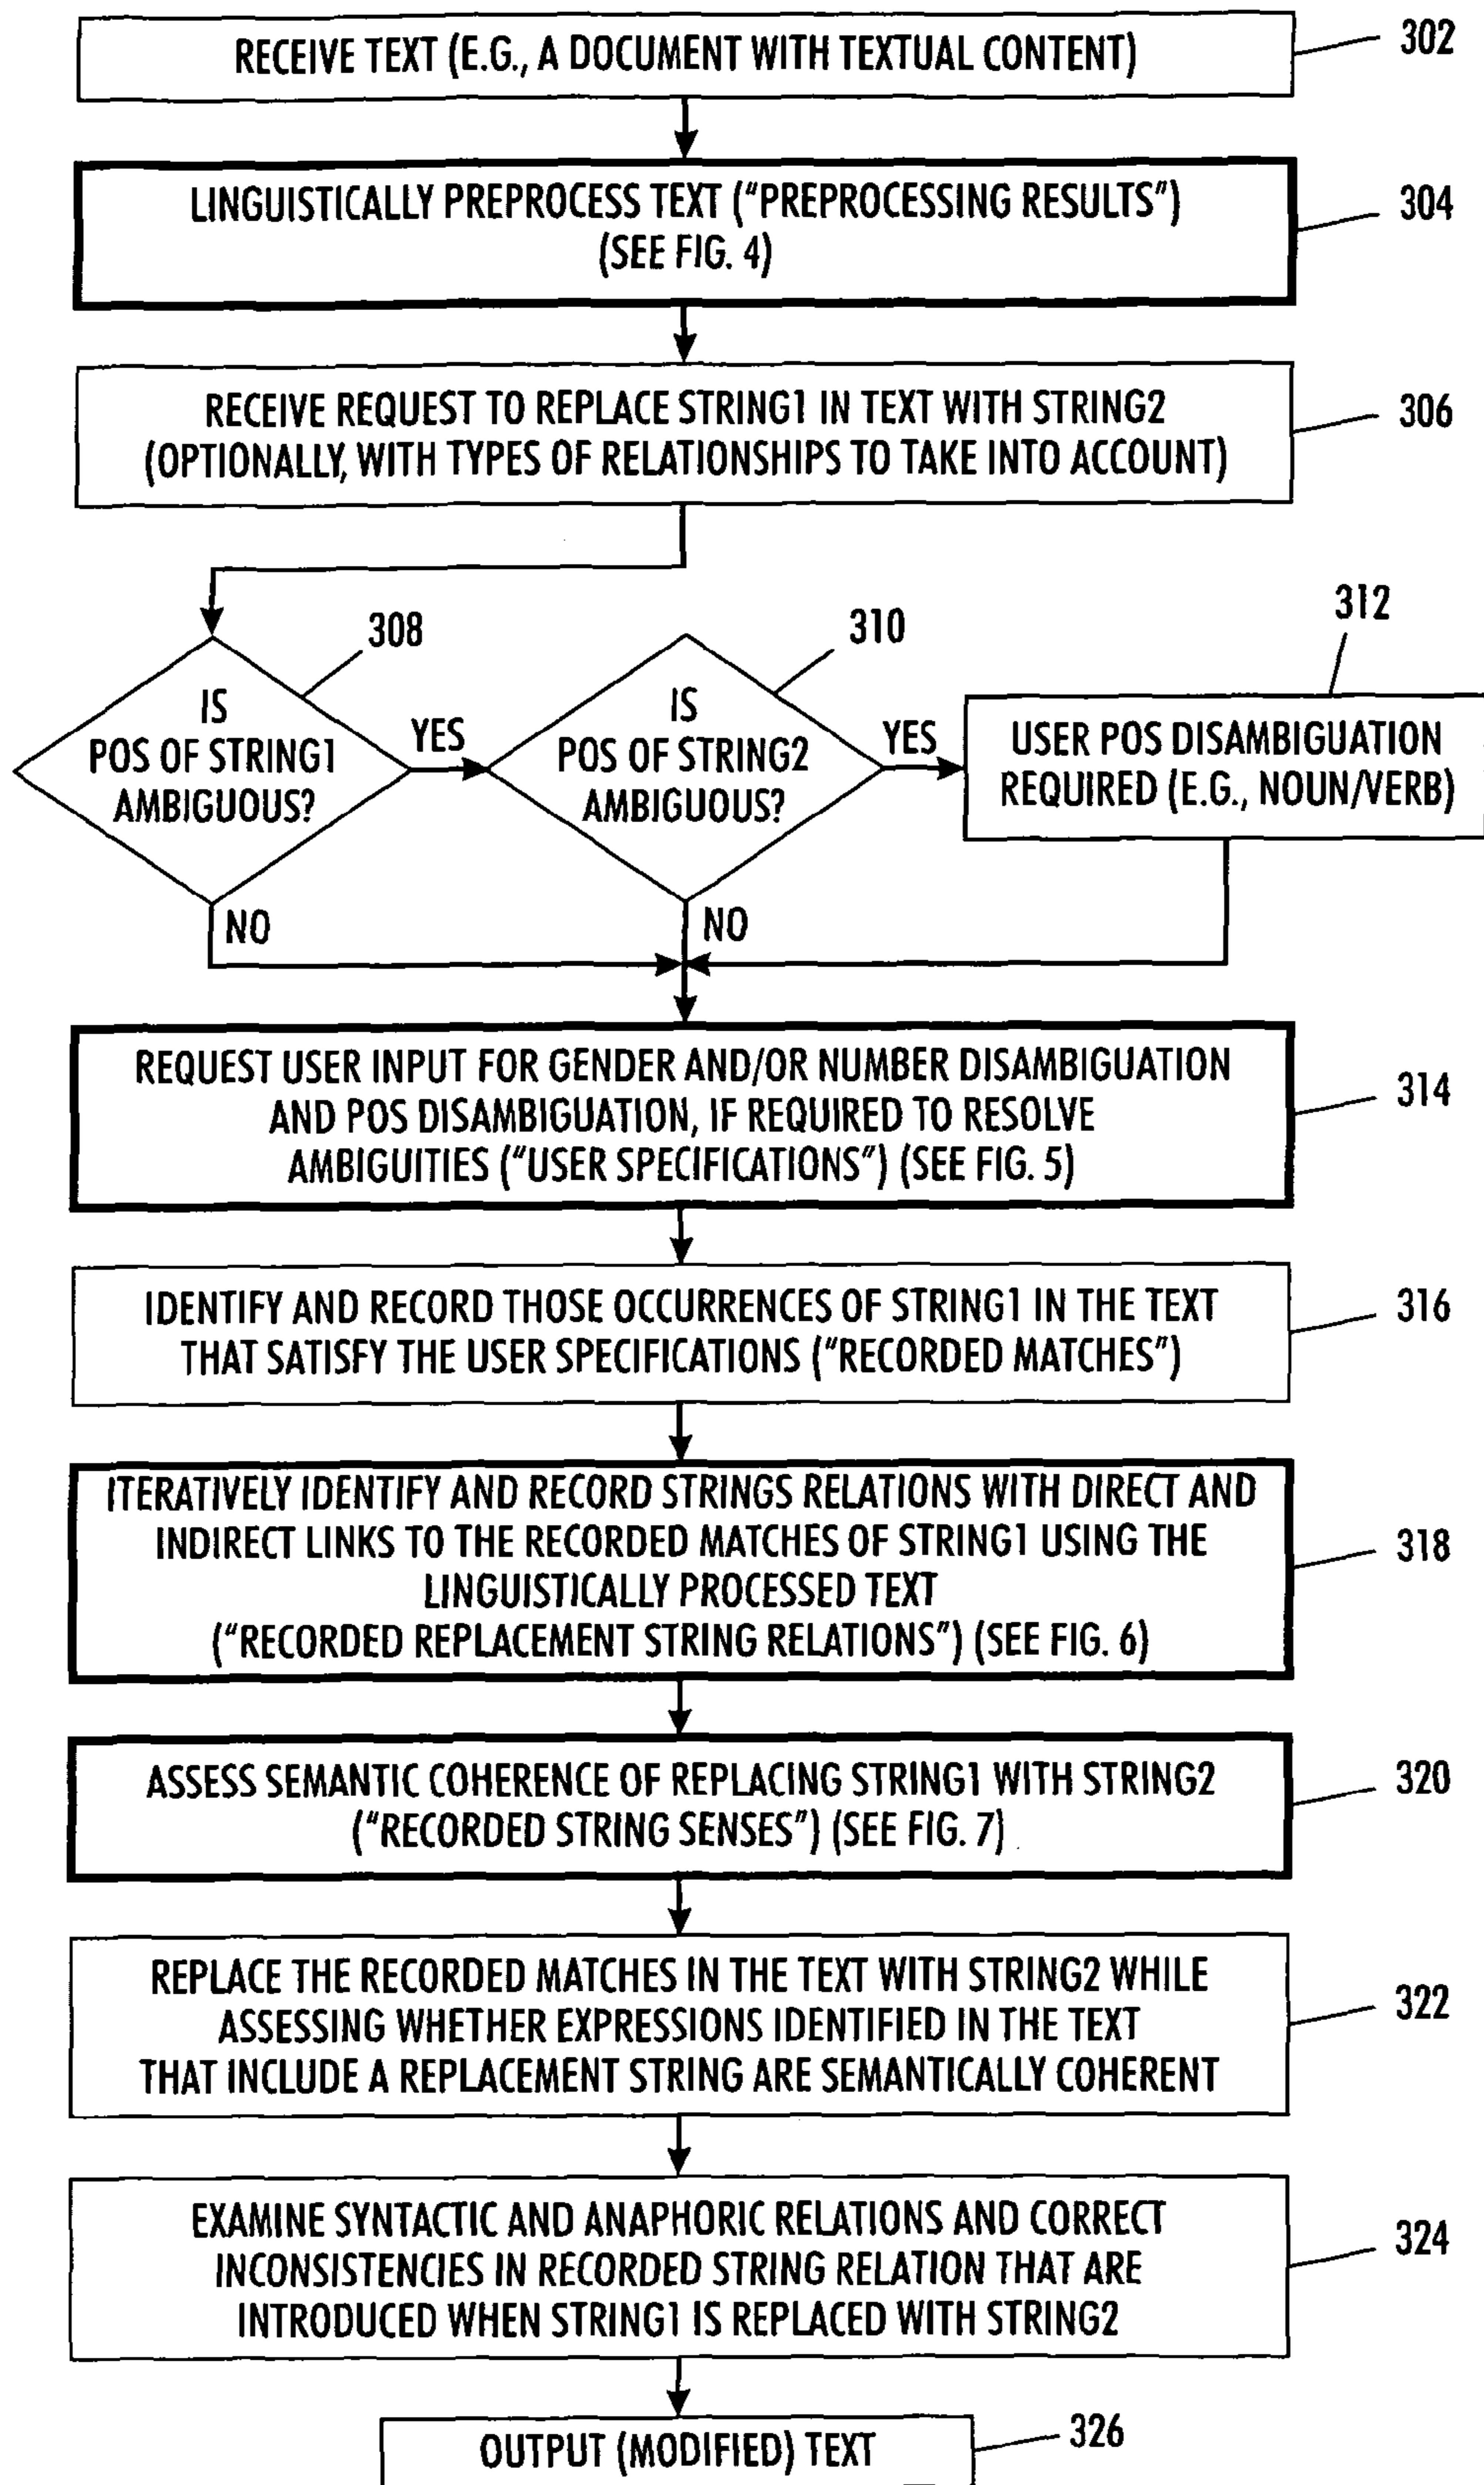 RECEIVE TEXT (E.G., A DOCUMENT WITH TEXTUAL CONTENT)
302
LINGUISTICALLY PREPROCESS TEXT ("PREPROCESSING RESULTS")
(SEE FIG. 4)
304
RECEIVE REQUEST TO REPLACE STRING1 IN TEXT WITH STRING2
(OPTIONALLY, WITH TYPES OF RELATIONSHIPS TO TAKE INTO ACCOUNT)
306
308
IS
POS OF STRING1
AMBIGUOUS?
YES
NO
310
IS
POS OF STRING2
AMBIGUOUS?
YES
NO
312
USER POS DISAMBIGUATION
REQUIRED (E.G., NOUN/VERB)
REQUEST USER INPUT FOR GENDER AND/OR NUMBER DISAMBIGUATION
AND POS DISAMBIGUATION, IF REQUIRED TO RESOLVE
AMBIGUITIES ("USER SPECIFICATIONS") (SEE FIG. 5)
314
IDENTIFY AND RECORD THOSE OCCURRENCES OF STRING1 IN THE TEXT
THAT SATISFY THE USER SPECIFICATIONS ("RECORDED MATCHES")
316
ITERATIVELY IDENTIFY AND RECORD STRINGS RELATIONS WITH DIRECT AND
INDIRECT LINKS TO THE RECORDED MATCHES OF STRING1 USING THE
LINGUISTICALLY PROCESSED TEXT
("RECORDED REPLACEMENT STRING RELATIONS") (SEE FIG. 6)
318
ASSESS SEMANTIC COHERENCE OF REPLACING STRING1 WITH STRING2
("RECORDED STRING SENSES") (SEE FIG. 7)
320
REPLACE THE RECORDED MATCHES IN THE TEXT WITH STRING2 WHILE
ASSESSING WHETHER EXPRESSIONS IDENTIFIED IN THE TEXT
THAT INCLUDE A REPLACEMENT STRING ARE SEMANTICALLY COHERENT
322
EXAMINE SYNTACTIC AND ANAPHORIC RELATIONS AND CORRECT
INCONSISTENCIES IN RECORDED STRING RELATION THAT ARE
INTRODUCED WHEN STRING1 IS REPLACED WITH STRING2
324
OUTPUT (MODIFIED) TEXT
326